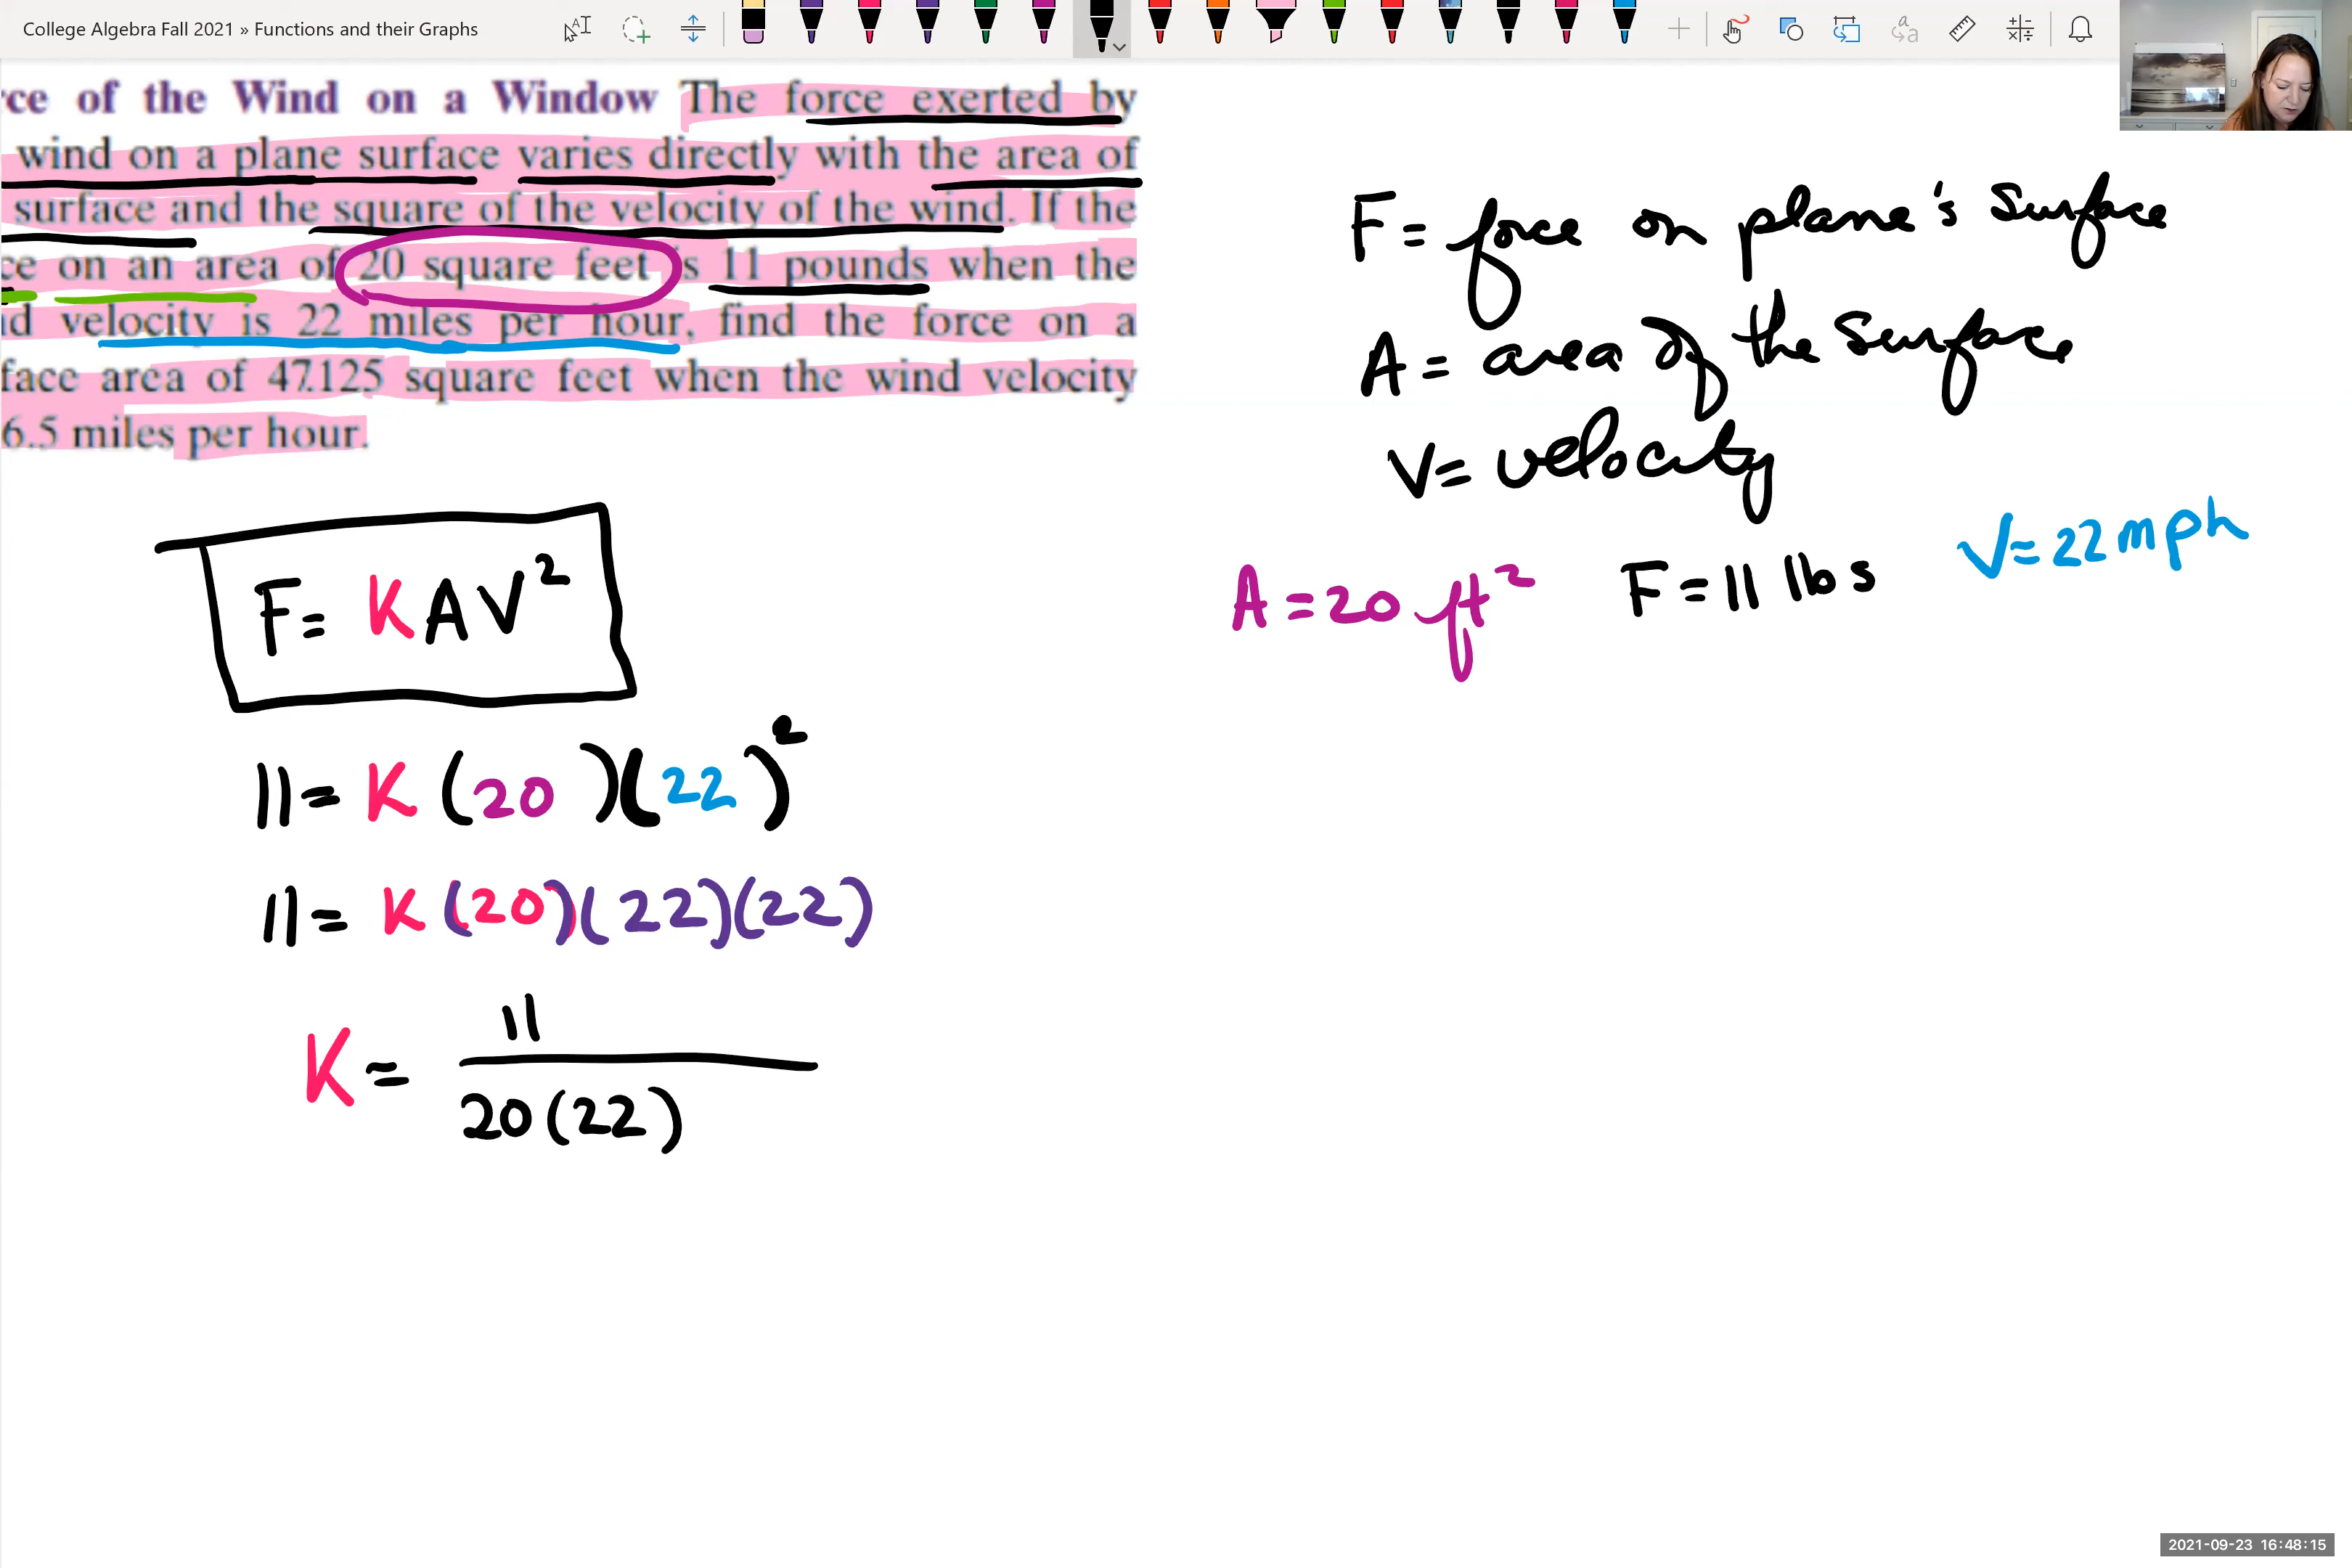 College Algebra Fall 2021 » Functions and their Graphs
ce of the Wind on a Window The force exerted by
wind on a plane surface varies directly with the area of
surface and the square of the velocity of the wind. If the
ce on an area of 20 square feet is 11 pounds when the
d velocity is 22 miles per hour, find the force on a
face area of 47.125 square feet when the wind velocity
6.5 miles per hour.
F = force on plane's surface
A = area of the surface
V = velocity
A = 20 ft² F = 11 lbs V = 22 mph
F = KAV²
11 = K(20)(22)²
11 = K(20)(22)(22)
K = 11
20(22)
2021-09-23 16:48:15